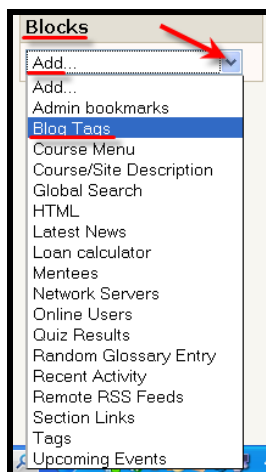 Blocks
Add...
Add...
Admin bookmarks
Blog Tags
Course Menu
Course/Site Description
Global Search
HTML
Latest News
Loan calculator
Mentees
Network Servers
Online Users
Quiz Results
Random Glossary Entry
Recent Activity
Remote RSS Feeds
Section Links
Tags
Upcoming Events